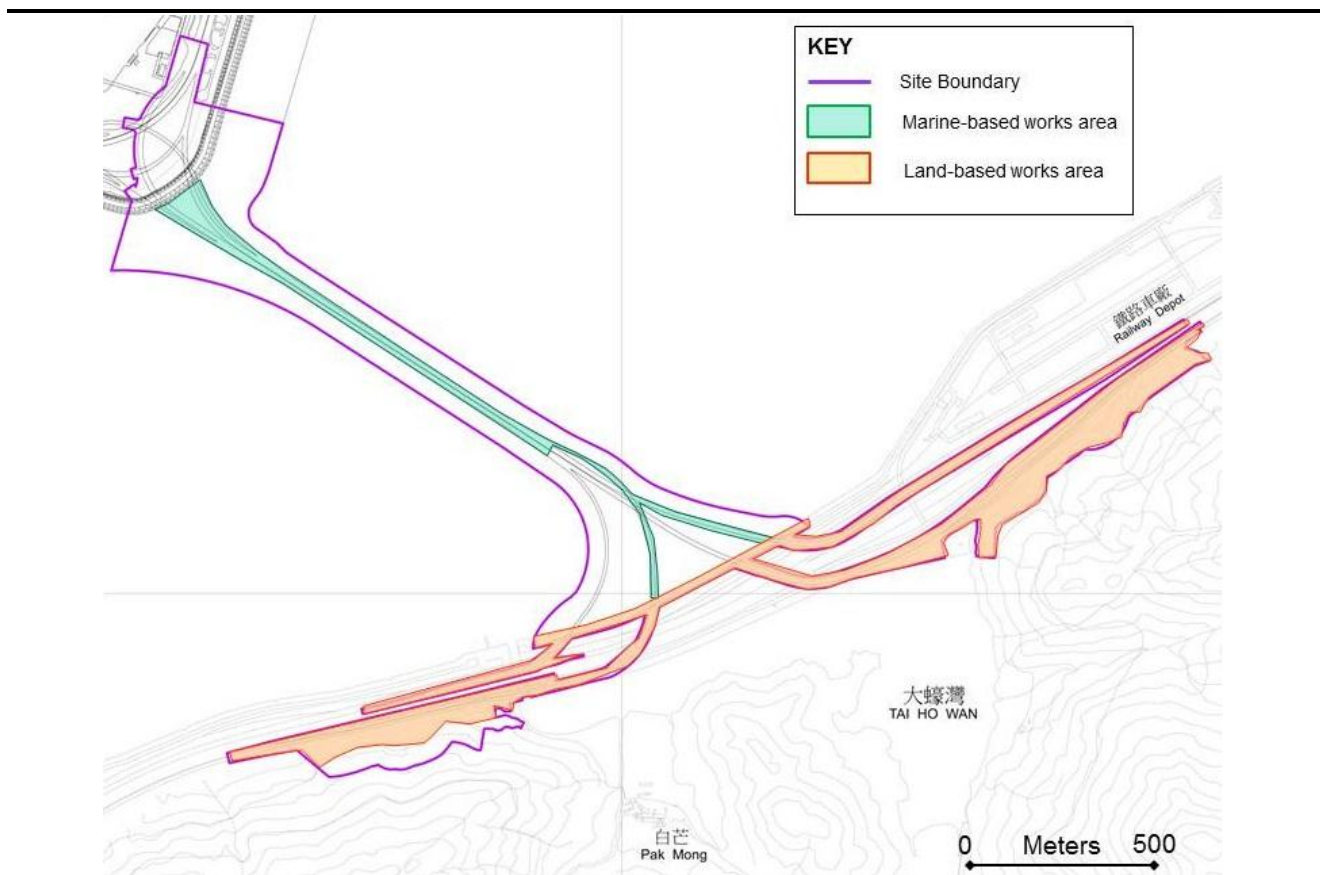 KEY
Site Boundary
Marine-based works area
Land-based works area
鐵路車廠
Railway Depot
大蠔灣
TAI HO WAN
白芒
Pak Mong
0 Meters 500